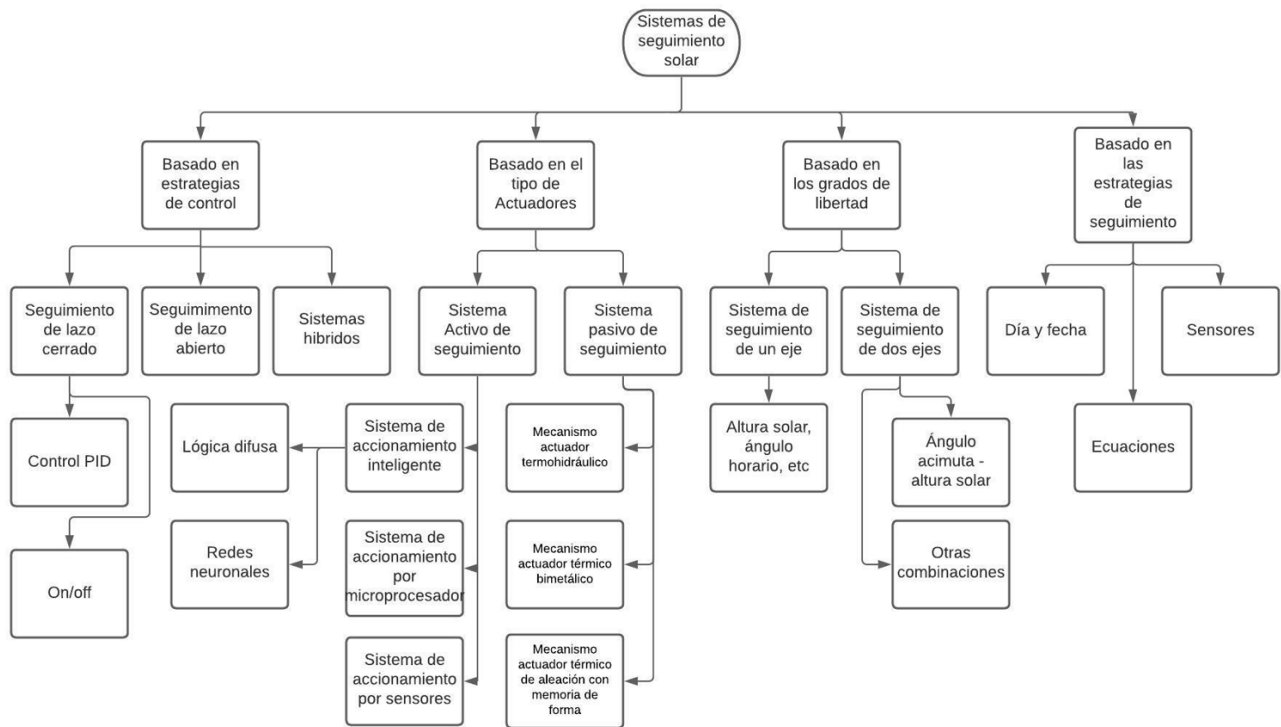 Sistemas de
seguimiento
solar
Basado en
estrategias
de control
Basado en el
tipo de
Actuadores
Basado en
los grados de
libertad
Basado en
las
estrategias
de
seguimiento
Seguimiento
de lazo
cerrado
Seguimimento
de lazo
abierto
Sistemas
hibridos
Sistema
Activo de
seguimiento
Sistema
pasivo de
seguimiento
Sistema de
seguimiento
de un eje
Sistema de
seguimiento
de dos ejes
Día y fecha
Sensores
Control PID
Lógica difusa
Sistema de
accionamiento
inteligente
Mecanismo
actuador
termohidráulico
Altura solar,
ángulo
horario, etc
Ángulo
acimuta -
altura solar
Ecuaciones
On/off
Redes
neuronales
Sistema de
accionamiento
por
microprocesador
Mecanismo
actuador térmico
bimetálico
Otras
combinaciones
Sistema de
accionamiento
por sensores
Mecanismo
actuador térmico
de aleación con
memoria de
forma